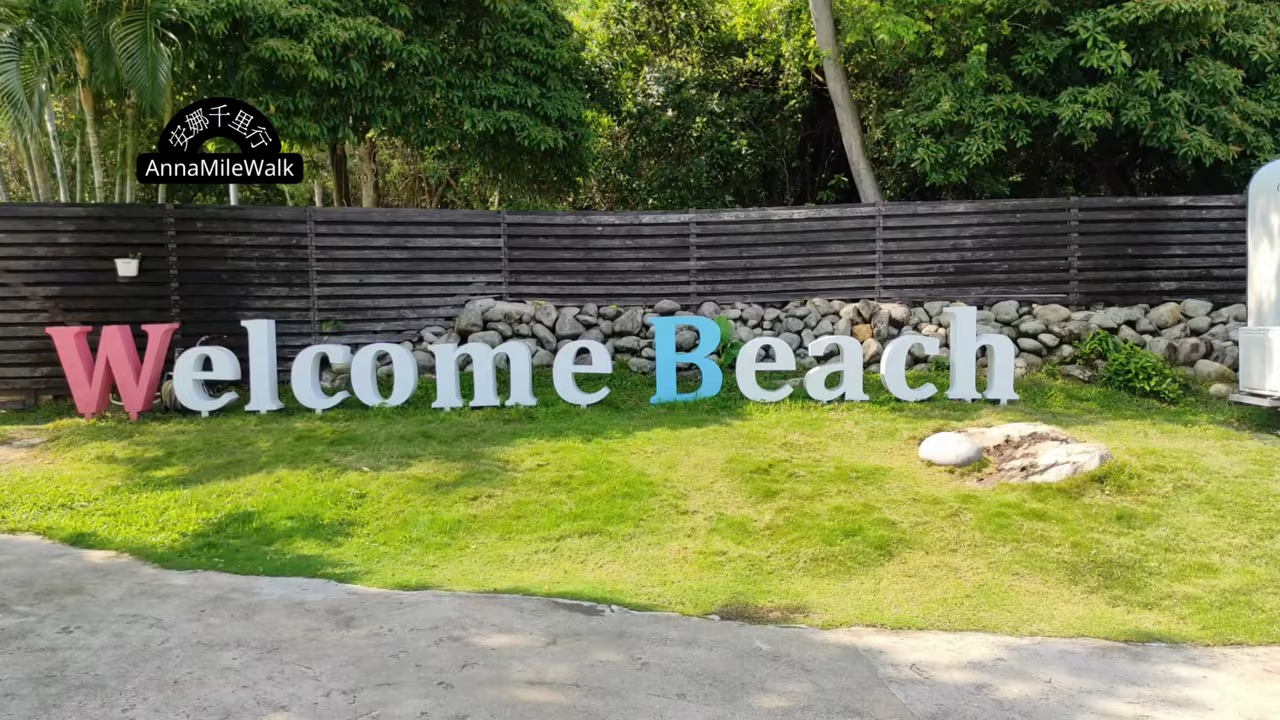 安娜千里行
AnnaMileWalk
Welcome Beach